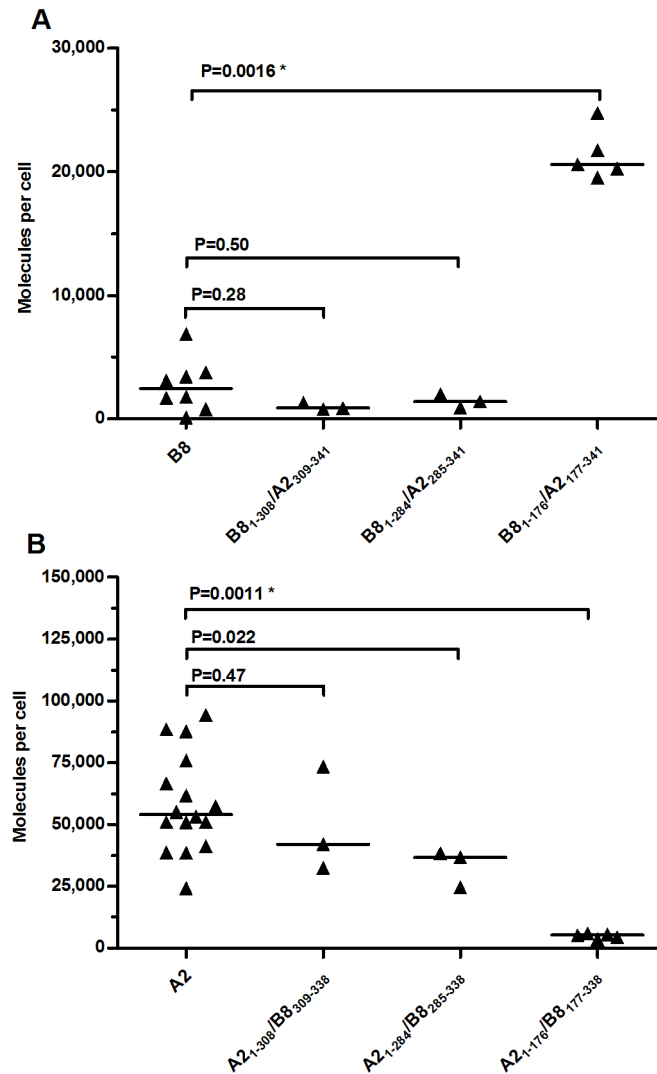 A
30,000
P=0.0016 *
20,000
P=0.50
10,000
P=0.28
0
Molecules per cell
B8
B8₁₋₃₀₈/A2₃₀₉₋₃₄₁
B8₁₋₂₈₄/A2₂₈₅₋₃₄₁
B8₁₋₁₇₆/A2₁₇₇₋₃₄₁
B
150,000
P=0.0011 *
125,000
P=0.022
P=0.47
100,000
75,000
50,000
25,000
0
Molecules per cell
A2
A2₁₋₃₀₈/B8₃₀₉₋₃₃₈
A2₁₋₂₈₄/B8₂₈₅₋₃₃₈
A2₁₋₁₇₆/B8₁₇₇₋₃₃₈